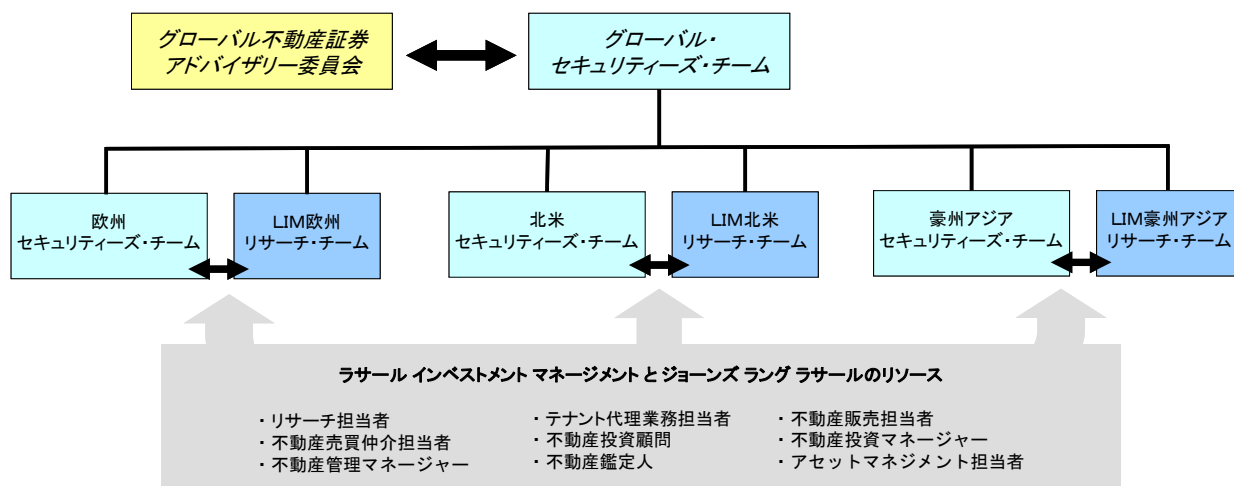 グローバル不動産証券
アドバイザリー委員会
グローバル・
セキュリティーズ・チーム
欧州
セキュリティーズ・チーム
LIM欧州
リサーチ・チーム
北米
セキュリティーズ・チーム
LIM北米
リサーチ・チーム
豪州アジア
セキュリティーズ・チーム
LIM豪州アジア
リサーチ・チーム
ラサール インベストメント マネージメントとジョーンズ ラング ラサールのリソース
・リサーチ担当者
・不動産売買仲介担当者
・不動産管理マネージャー
・テナント代理業務担当者
・不動産投資顧問
・不動産鑑定人
・不動産販売担当者
・不動産投資マネージャー
・アセットマネジメント担当者